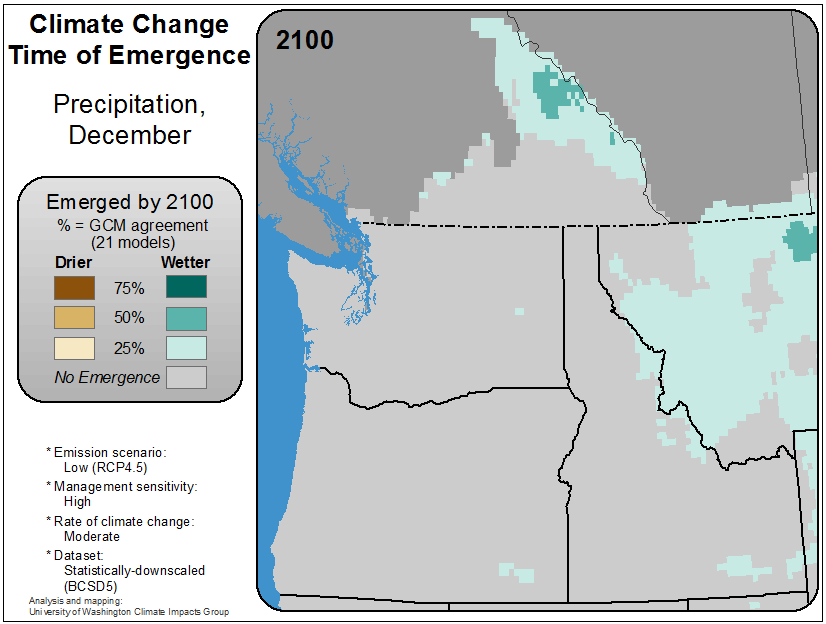 Climate Change
Time of Emergence
Precipitation,
December
2100
Emerged by 2100
% = GCM agreement
(21 models)
Drier Wetter
75%
50%
25%
No Emergence
* Emission scenario:
Low (RCP4.5)
* Management sensitivity:
High
* Rate of climate change:
Moderate
* Dataset:
Statistically-downscaled
(BCSD5)
Analysis and mapping:
University of Washington Climate Impacts Group